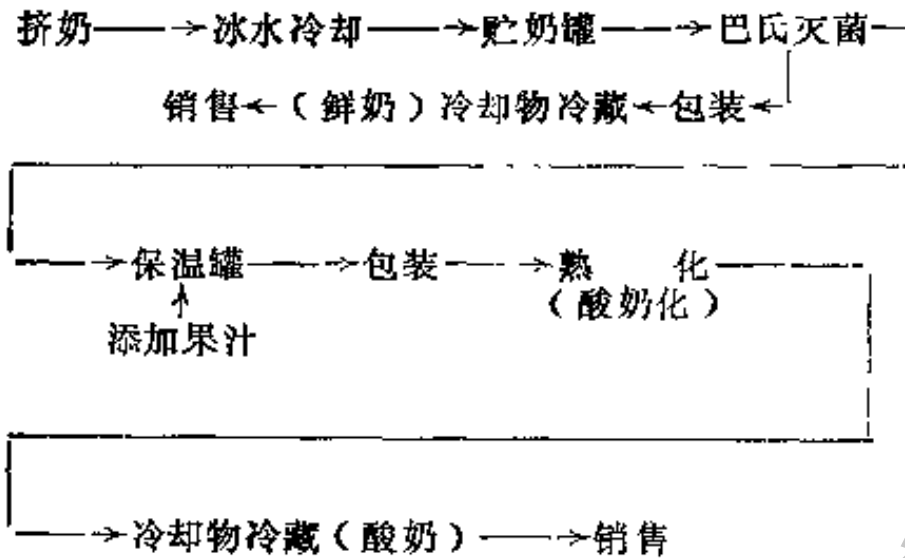 挤奶——→冰水冷却——→贮奶罐——→巴氏灭菌—
销售←(鲜奶)冷却物冷藏←包装←
——→保温罐——→包装——→熟 化——
(酸奶化)
添加果汁
——→冷却物冷藏(酸奶)——→销售